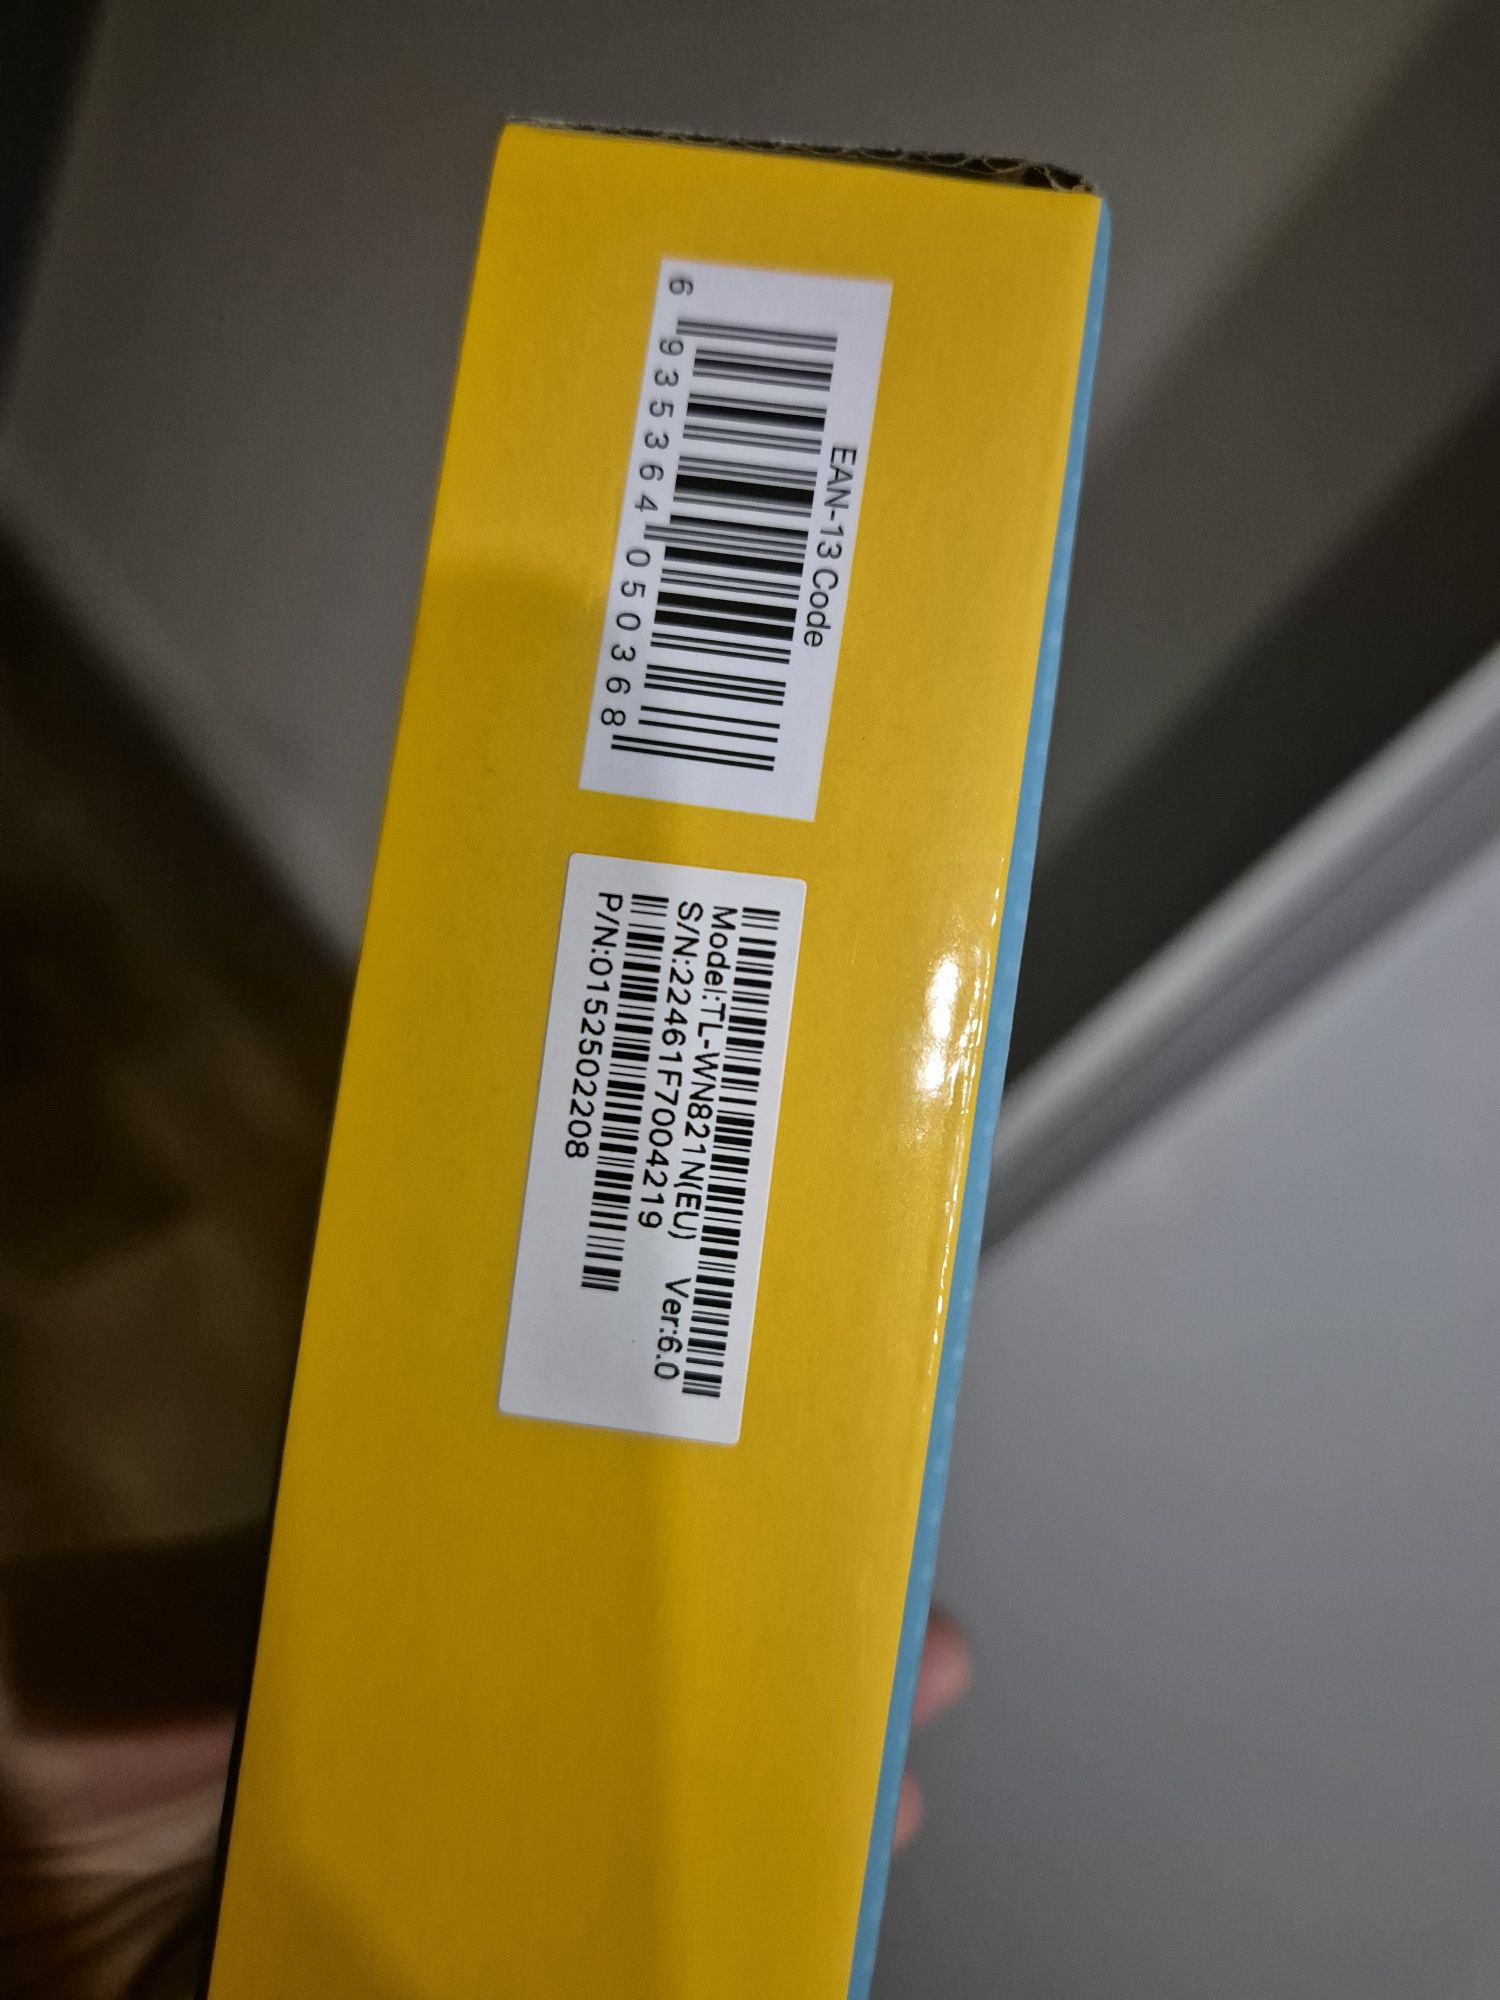 EAN-13 Code
6 935364 050368
Model:TL-WN821N(EU) Ver:6.0
S/N:22461F7004219
P/N:0152502208